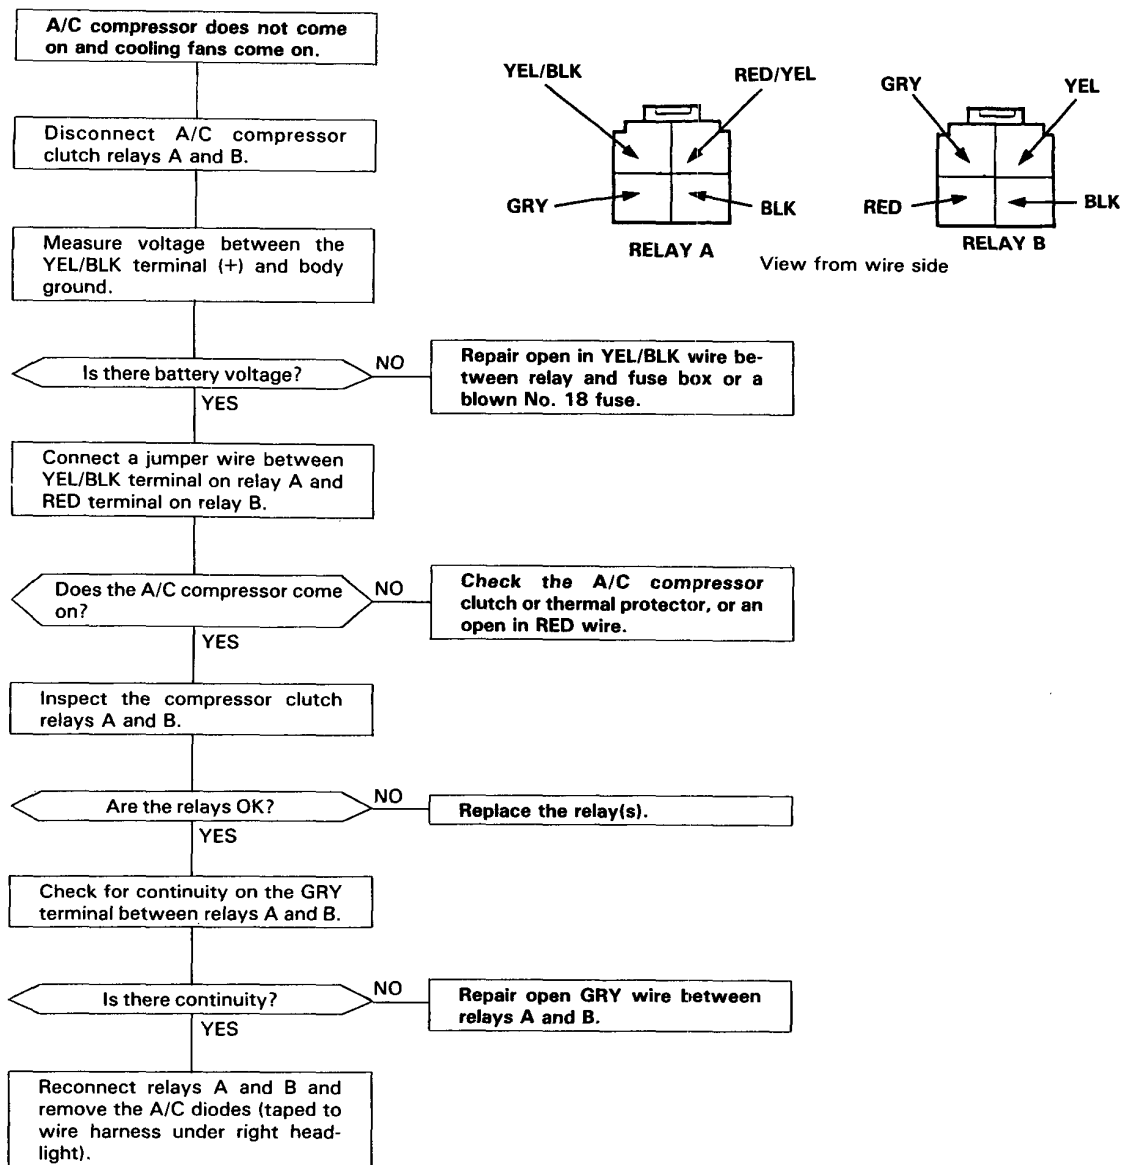 A/C compressor does not come
on and cooling fans come on.
Disconnect A/C compressor
clutch relays A and B.
Measure voltage between the
YEL/BLK terminal (+) and body
ground.
Is there battery voltage?
NO
Repair open in YEL/BLK wire be-
tween relay and fuse box or a
blown No. 18 fuse.
YES
Connect a jumper wire between
YEL/BLK terminal on relay A and
RED terminal on relay B.
Does the A/C compressor come
on?
NO
Check the A/C compressor
clutch or thermal protector, or an
open in RED wire.
YES
Inspect the compressor clutch
relays A and B.
Are the relays OK?
NO
Replace the relay(s).
YES
Check for continuity on the GRY
terminal between relays A and B.
Is there continuity?
NO
Repair open GRY wire between
relays A and B.
YES
Reconnect relays A and B and
remove the A/C diodes (taped to
wire harness under right head-
light).
YEL/BLK
RED/YEL
GRY
BLK
RELAY A
GRY
YEL
RED
BLK
RELAY B
View from wire side